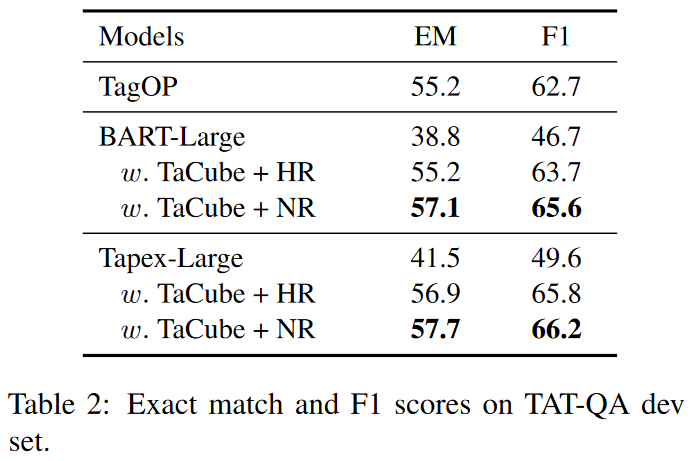 Models EM F1
TagOP 55.2 62.7
BART-Large 38.8 46.7
w. TaCube + HR 55.2 63.7
w. TaCube + NR 57.1 65.6
Tapex-Large 41.5 49.6
w. TaCube + HR 56.9 65.8
w. TaCube + NR 57.7 66.2
Table 2: Exact match and F1 scores on TAT-QA dev
set.